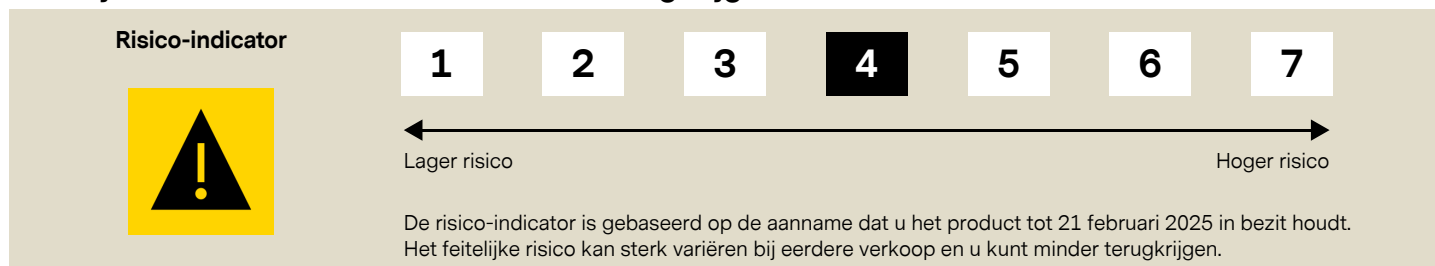 Risico-indicator
1 2 3 4 5 6 7
Lager risico Hoger risico
De risico-indicator is gebaseerd op de aanname dat u het product tot 21 februari 2025 in bezit houdt.
Het feitelijke risico kan sterk variëren bij eerdere verkoop en u kunt minder terugkrijgen.